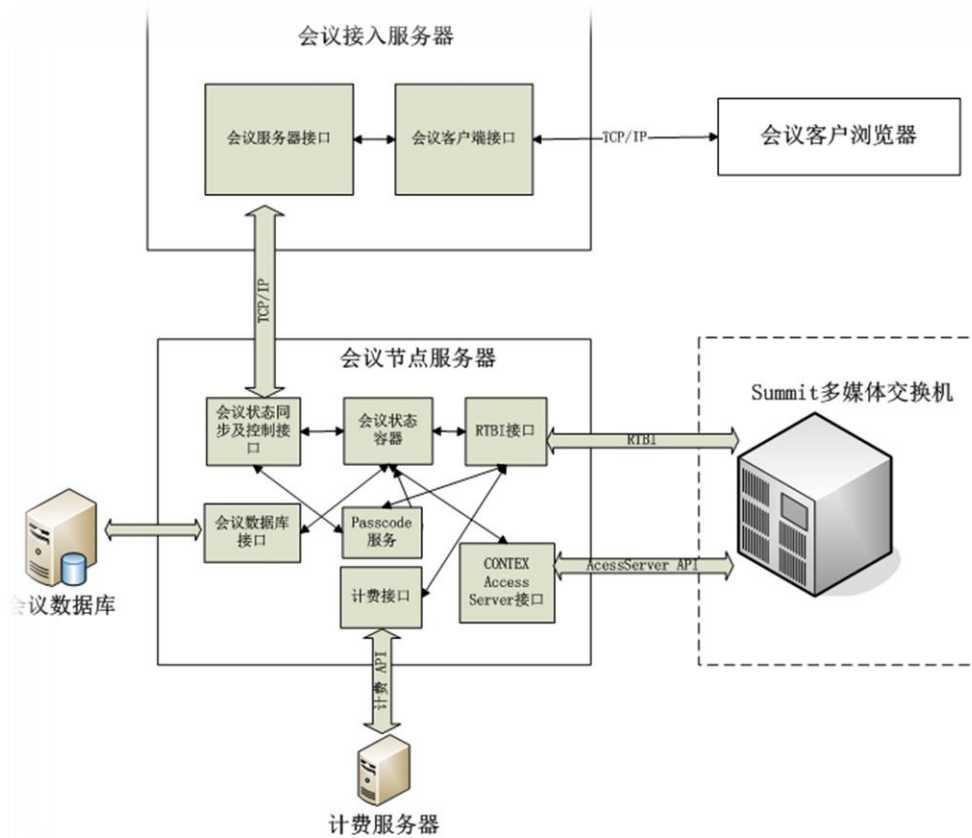 会议接入服务器
会议服务器接口
会议客户端接口
TCP/IP
会议客户浏览器
TCP/IP
会议节点服务器
会议状态同
步及控制接
口
会议状态
容器
RTBI接口
RTBI
Summit多媒体交换机
会议数据库
接口
Passcode
服务
CONTEX
Access
Server接口
AcessServer API
计费接口
会议数据库
计费 API
计费服务器